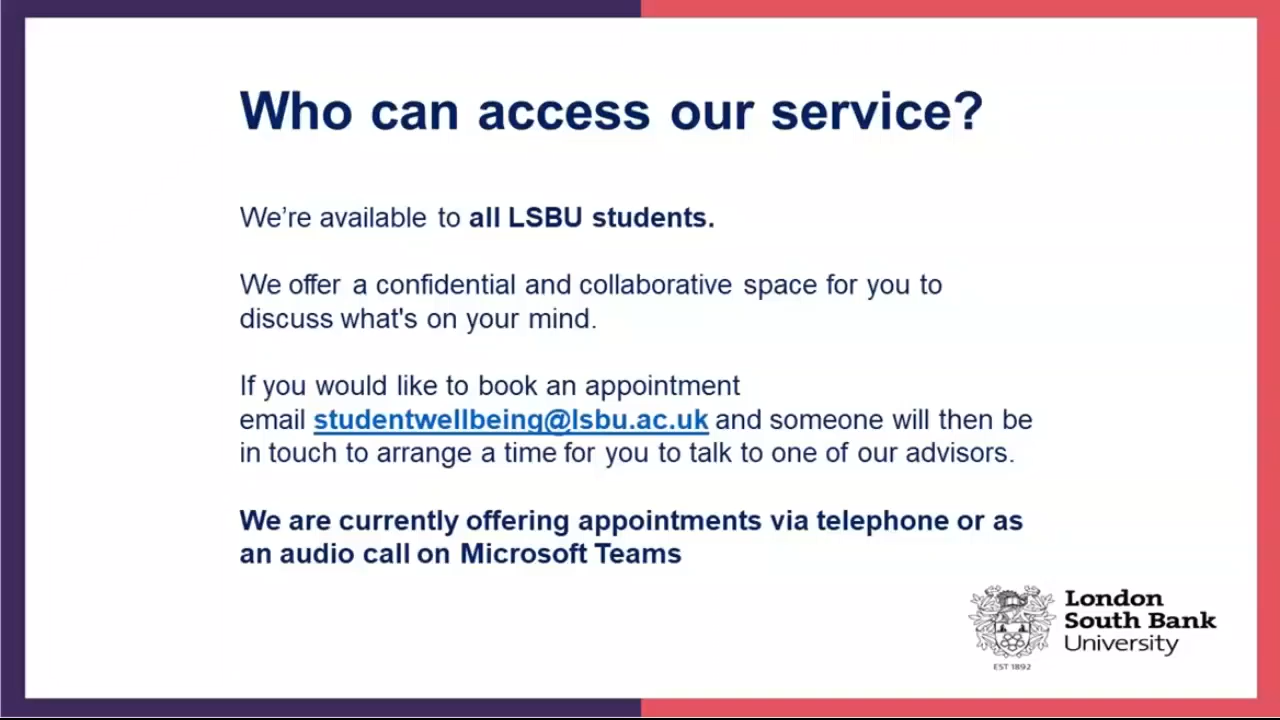 Who can access our service?
We’re available to all LSBU students.
We offer a confidential and collaborative space for you to
discuss what's on your mind.
If you would like to book an appointment
email studentwellbeing@lsbu.ac.uk and someone will then be
in touch to arrange a time for you to talk to one of our advisors.
We are currently offering appointments via telephone or as
an audio call on Microsoft Teams
London
South Bank
University
EST 1892